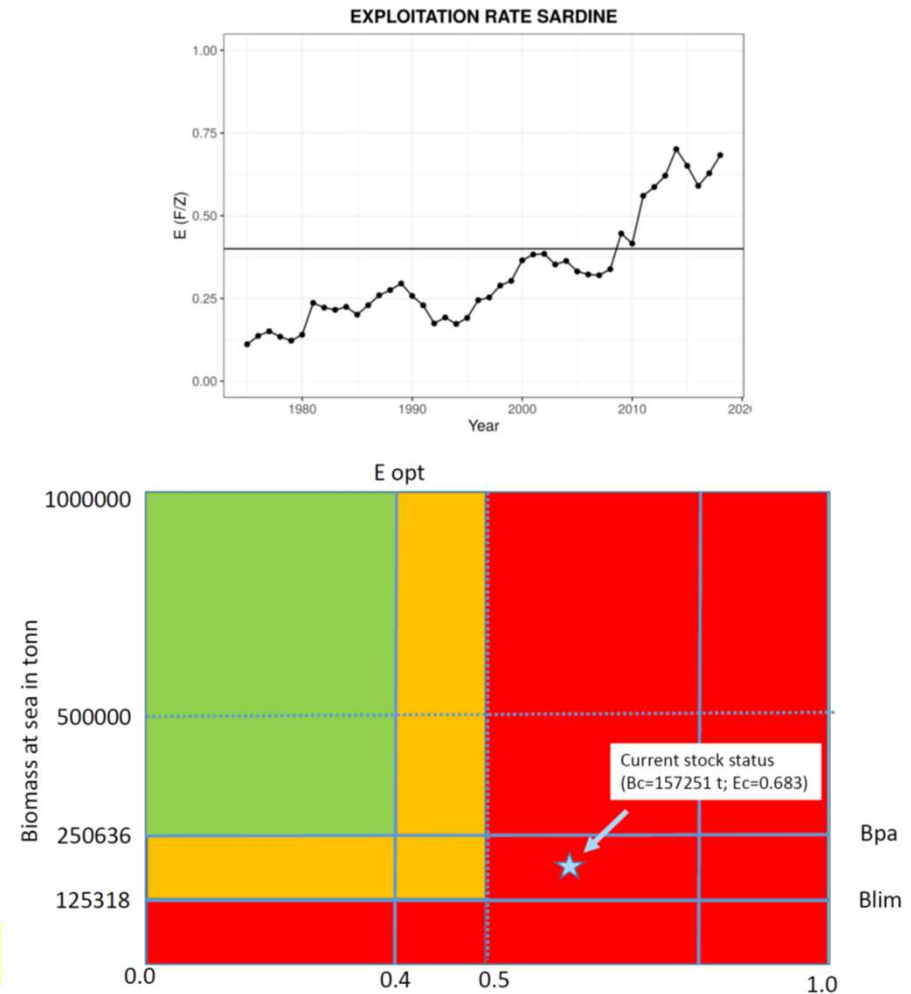 EXPLOITATION RATE SARDINE
1.00
0.75
0.50
0.25
0.00
E (F/Z)
1980 1990 2000 2010 202
Year
E opt
1000000
500000
250636
125318
Biomass at sea in tonn
Current stock status
(Bc=157251 t; Ec=0.683)
Bpa
Blim
0.0 0.4 0.5 1.0